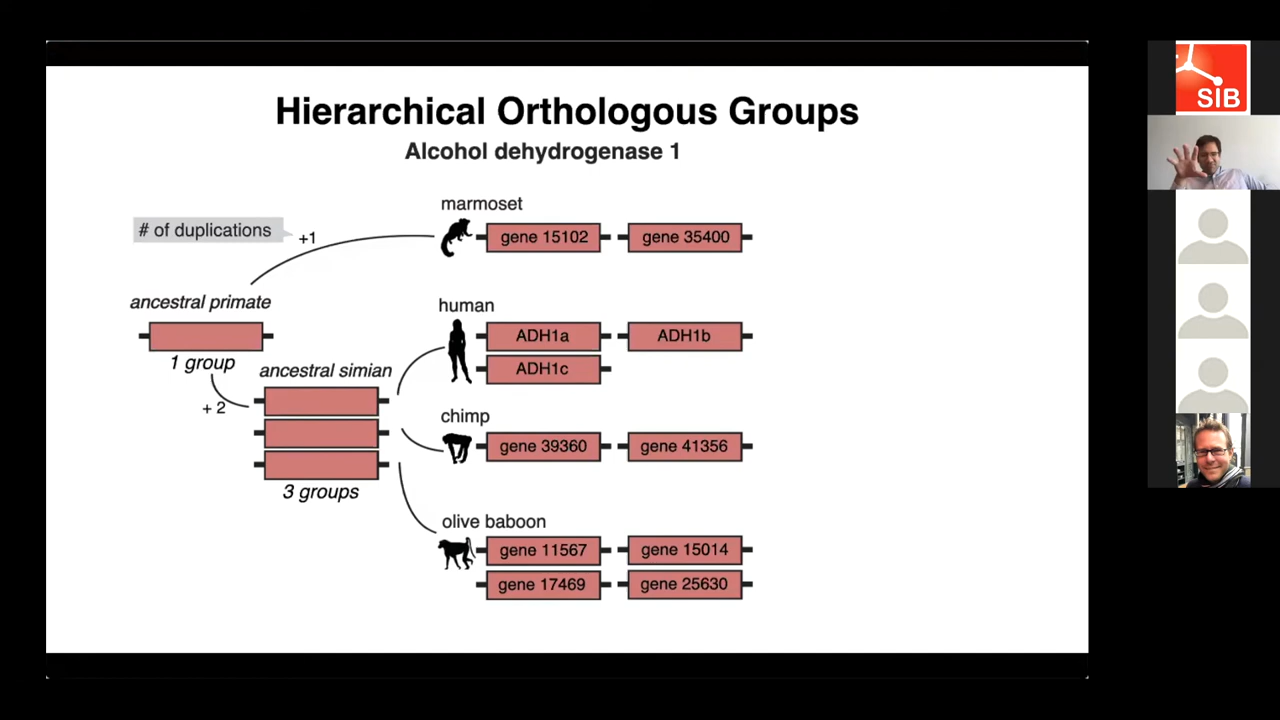 Hierarchical Orthologous Groups
Alcohol dehydrogenase 1
marmoset
# of duplications
+1
gene 15102
gene 35400
ancestral primate
human
ADH1a
ADH1b
1 group
ancestral simian
ADH1c
+ 2
chimp
gene 39360
gene 41356
3 groups
olive baboon
gene 11567
gene 15014
gene 17469
gene 25630
SIB